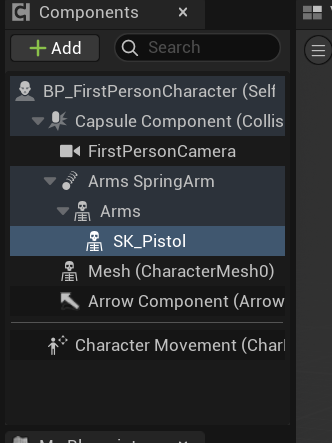 Components
Add
Search
BP_FirstPersonCharacter (Self
Capsule Component (Collis
FirstPersonCamera
Arms SpringArm
Arms
SK_Pistol
Mesh (CharacterMesh0)
Arrow Component (Arrow
Character Movement (Char